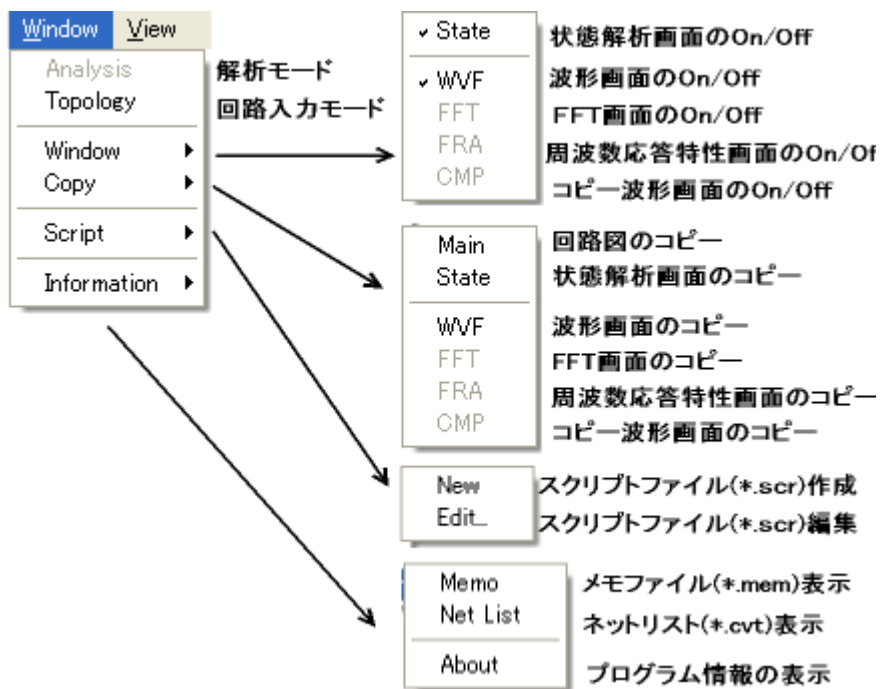 Window View
Analysis 解析モード
Topology 回路入力モード
Window
Copy
Script
Information
✓ State 状態解析画面のOn/Off
✓ WVF 波形画面のOn/Off
FFT FFT画面のOn/Off
FRA 周波数応答特性画面のOn/Of
CMP コピー波形画面のOn/Off
Main 回路図のコピー
State 状態解析画面のコピー
WVF 波形画面のコピー
FFT FFT画面のコピー
FRA 周波数応答特性画面のコピー
CMP コピー波形画面のコピー
New スクリプトファイル(*.scr)作成
Edit... スクリプトファイル(*.scr)編集
Memo メモファイル(*.mem)表示
Net List ネットリスト(*.cvt)表示
About プログラム情報の表示